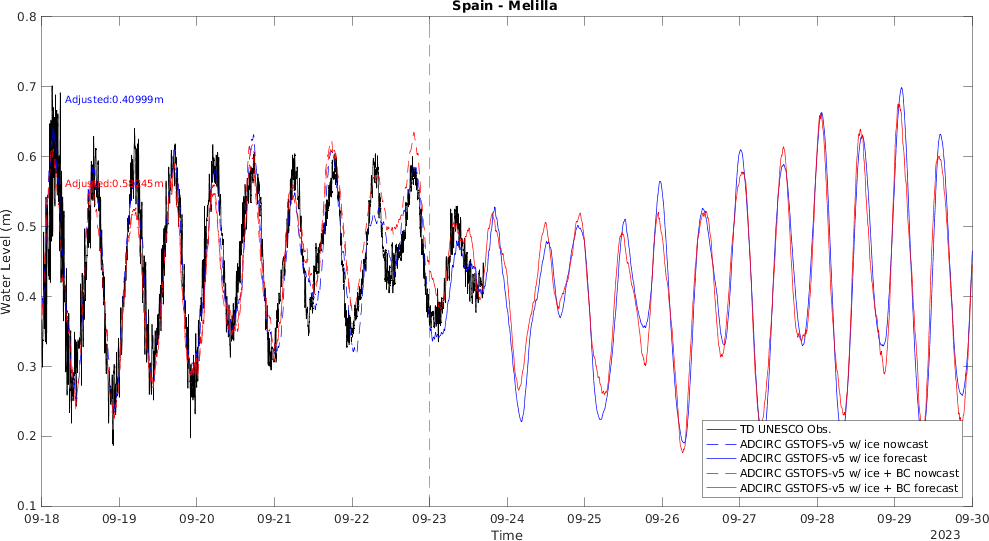 Spain - Melilla
0.8
0.7
0.6
0.5
0.4
0.3
0.2
0.1
Water Level (m)
Adjusted:0.40999m
TD UNESCO Obs.
ADCIRC GSTOFS-v5 w/ ice nowcast
ADCIRC GSTOFS-v5 w/ ice forecast
ADCIRC GSTOFS-v5 w/ ice + BC nowcast
ADCIRC GSTOFS-v5 w/ ice + BC forecast
09-18 09-19 09-20 09-21 09-22 09-23 09-24 09-25 09-26 09-27 09-28 09-29 09-30
Time
2023